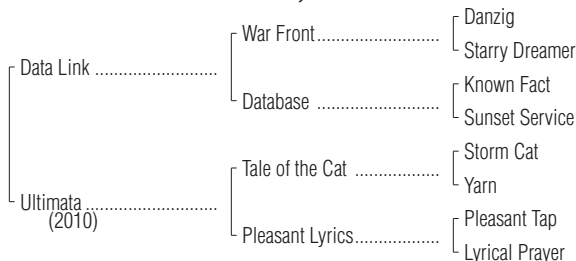 Danzig
War Front
Starry Dreamer
Data Link
Known Fact
Database
Sunset Service
Storm Cat
Tale of the Cat
Yarn
Ultimata
(2010)
Pleasant Tap
Pleasant Lyrics
Lyrical Prayer